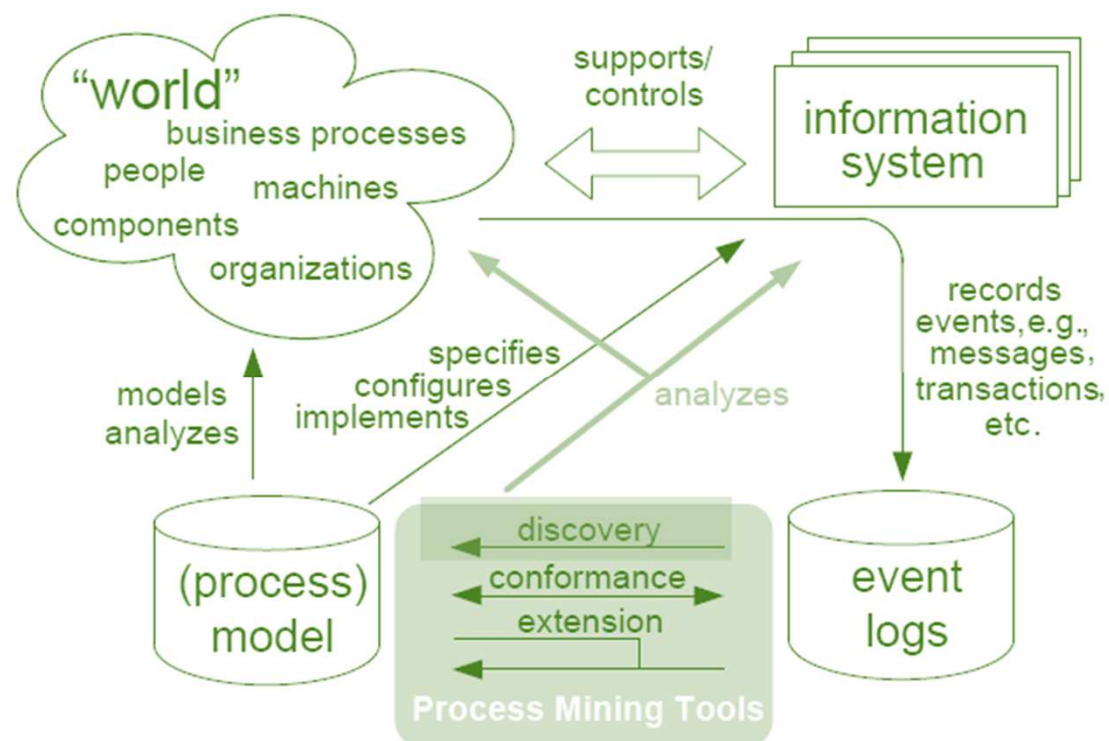 “world”
business processes
people
machines
components
organizations
supports/
controls
information
system
models
analyzes
specifies
configures
implements
analyzes
records
events,e.g.,
messages,
transactions,
etc.
(process)
model
discovery
conformance
extension
Process Mining Tools
event
logs